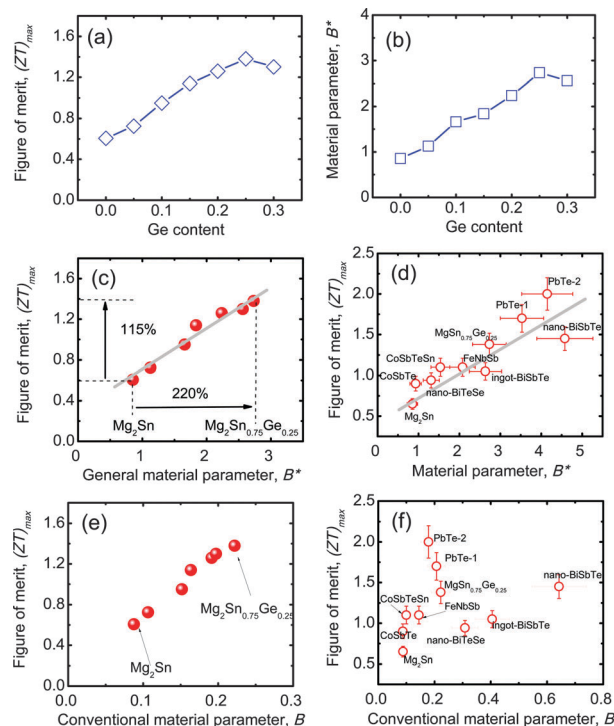 (a)
Figure of merit, (ZT)max
1.8
1.2
0.6
0.0
0.0 0.1 0.2 0.3
Ge content
(b)
Material parameter, B*
4
3
2
1
0
0.0 0.1 0.2 0.3
Ge content
(c)
Figure of merit, (ZT)max
1.8
1.4
1.0
0.6
0.2
115%
220%
Mg2Sn
Mg2Sn0.75Ge0.25
0 1 2 3
General material parameter, B*
(d)
Figure of merit, (ZT)max
2.5
2.0
1.5
1.0
0.5
0.0
PbTe-2
PbTe-1
nano-BiSbTe
MgSn0.75Ge0.25
CoSbTeSn
FeNbSb
CoSbTe
ingot-BiSbTe
nano-BiTeSe
Mg2Sn
0 1 2 3 4 5
Material parameter, B*
(e)
Figure of merit, (ZT)max
1.8
1.4
1.0
0.6
0.2
Mg2Sn0.75Ge0.25
Mg2Sn
0.0 0.1 0.2 0.3
Conventional material parameter, B
(f)
Figure of merit, (ZT)max
2.5
2.0
1.5
1.0
0.5
0.0
PbTe-2
PbTe-1
nano-BiSbTe
MgSn0.75Ge0.25
CoSbTeSn
FeNbSb
CoSbTe
ingot-BiSbTe
nano-BiTeSe
Mg2Sn
0.0 0.2 0.4 0.6 0.8
Conventional material parameter, B